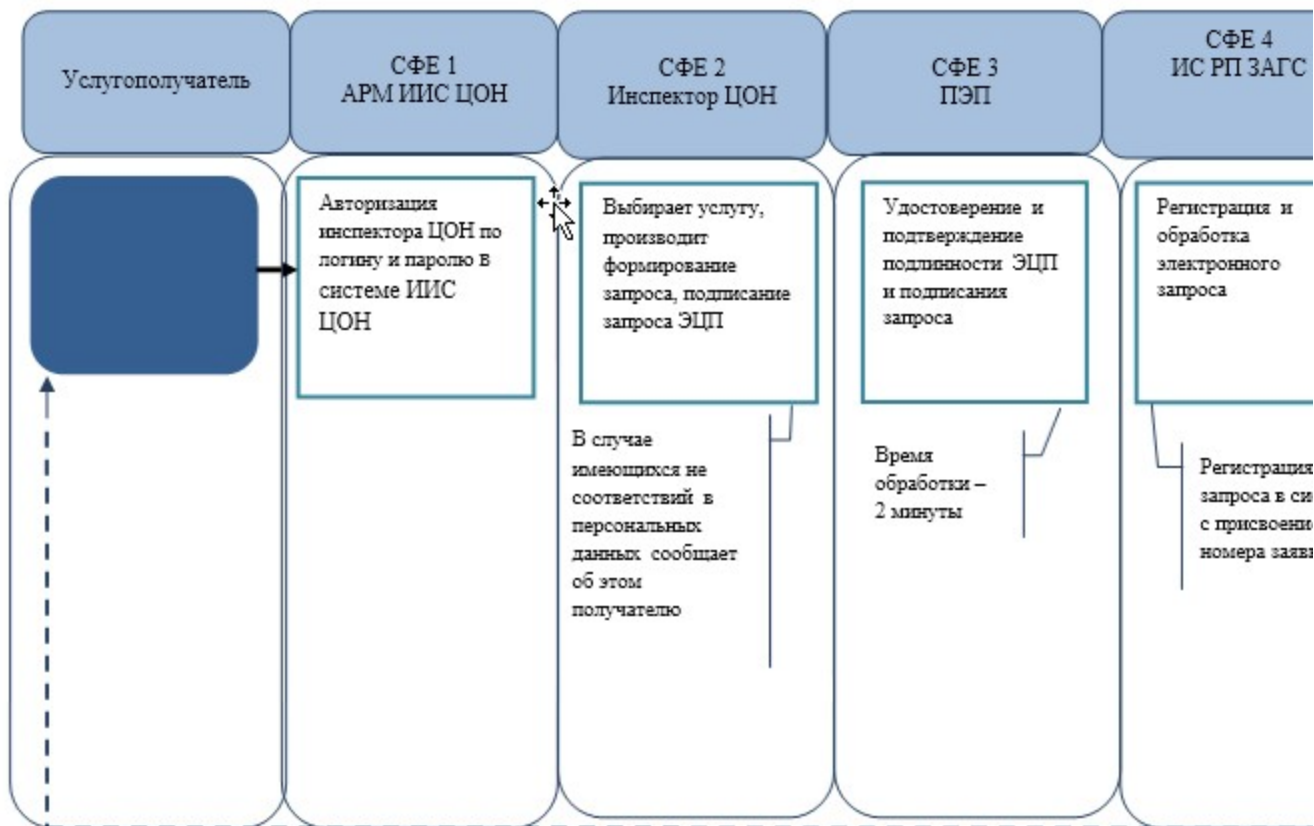 Услугополучатель
СФЕ 1
АРМ ИИС ЦОН
СФЕ 2
Инспектор ЦОН
СФЕ 3
ПЭП
СФЕ 4
ИС РП ЗАГС
Авторизация
инспектора ЦОН по
логину и паролю в
системе ИИС
ЦОН
Выбирает услугу,
производит
формирование
запроса, подписание
запроса ЭЦП
Удостоверение и
подтверждение
подлинности ЭЦП
и подписания
запроса
Регистрация и
обработка
электронного
запроса
В случае
имеющихся не
соответствий в
персональных
данных сообщает
об этом
получателю
Время
обработки –
2 минуты
Регистрация
запроса в
с
номера